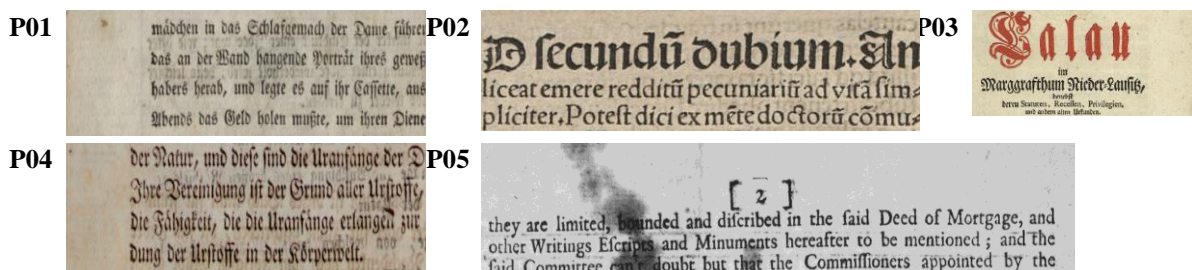 P01
mädchen in das Schlafgemach der Dame führen
das an der Wand hangende Porträt ihres geweß
habers herab, und legte es auf ihr Cassette, aus
Abends das Geld holen mußte, um ihren Diene
P02
D secundū dubium. An
liceat emere redditū pecuniariū ad vitā sim⸗
pliciter. Potest dici ex mēte doctorū cōmu⸗
P03
Calau
im
Marggrafthum Nieder-Lausitz,
benebst
deren Statuten, Recessen, Privilegien,
und andern alten Urkunden.
P04
der Natur, und diese sind die Uranfänge der D
Ihre Vereinigung ist der Grund aller Urstoffe,
die Fähigkeit, die die Uranfänge erlangen zur
dung der Urstoffe in der Körperwelt.
P05
[ 2 ]
they are limited, bounded and discribed in the said Deed of Mortgage, and
other Writings Escripts and Minuments hereafter to be mentioned; and the
said Committee can't doubt but that the Commissioners appointed by the